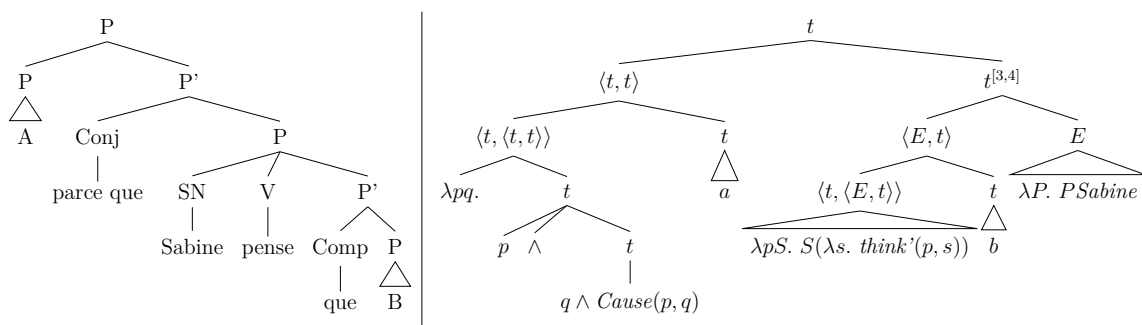 P
P P'
A Conj P
parce que SN V P'
Sabine pense Comp P
que B
t
⟨t, t⟩ t[3,4]
⟨t, ⟨t, t⟩⟩ t ⟨E, t⟩ E
λpq. t a ⟨t, ⟨E, t⟩⟩ t λP. PSabine
p ∧ t λpS. S(λs. think'(p, s)) b
q ∧ Cause(p, q)